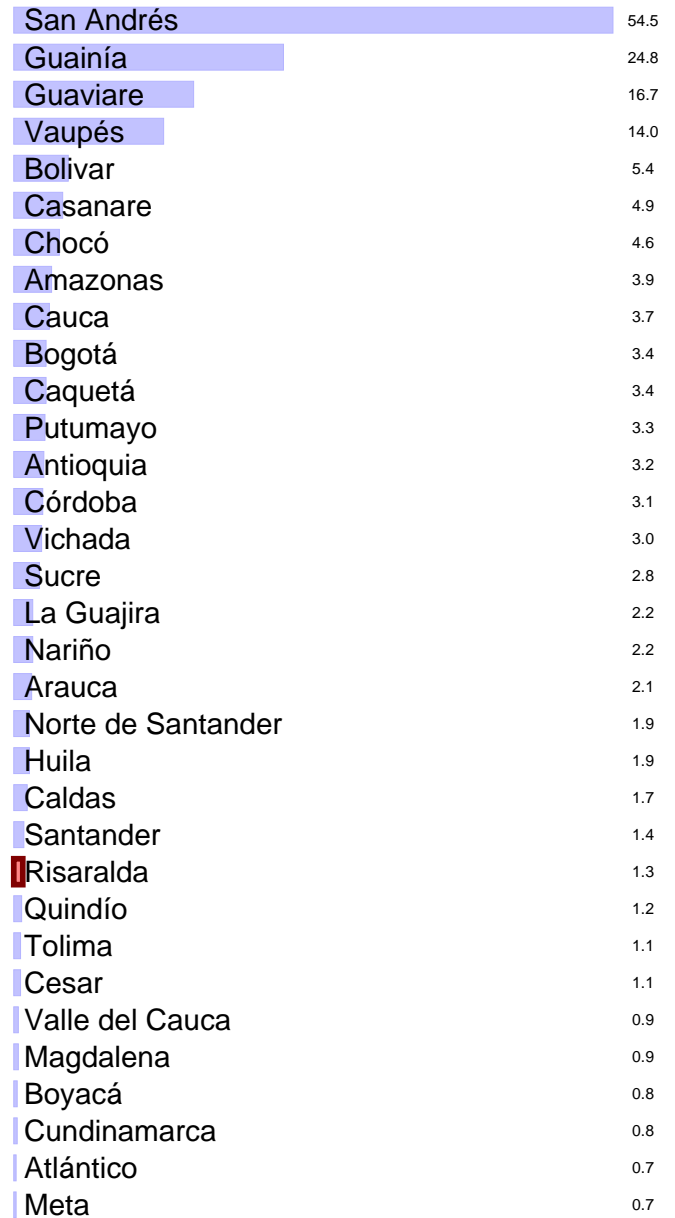 San Andrés 54.5
Guainía 24.8
Guaviare 16.7
Vaupés 14.0
Bolivar 5.4
Casanare 4.9
Chocó 4.6
Amazonas 3.9
Cauca 3.7
Bogotá 3.4
Caquetá 3.4
Putumayo 3.3
Antioquia 3.2
Córdoba 3.1
Vichada 3.0
Sucre 2.8
La Guajira 2.2
Nariño 2.2
Arauca 2.1
Norte de Santander 1.9
Huila 1.9
Caldas 1.7
Santander 1.4
Risaralda 1.3
Quindío 1.2
Tolima 1.1
Cesar 1.1
Valle del Cauca 0.9
Magdalena 0.9
Boyacá 0.8
Cundinamarca 0.8
Atlántico 0.7
Meta 0.7